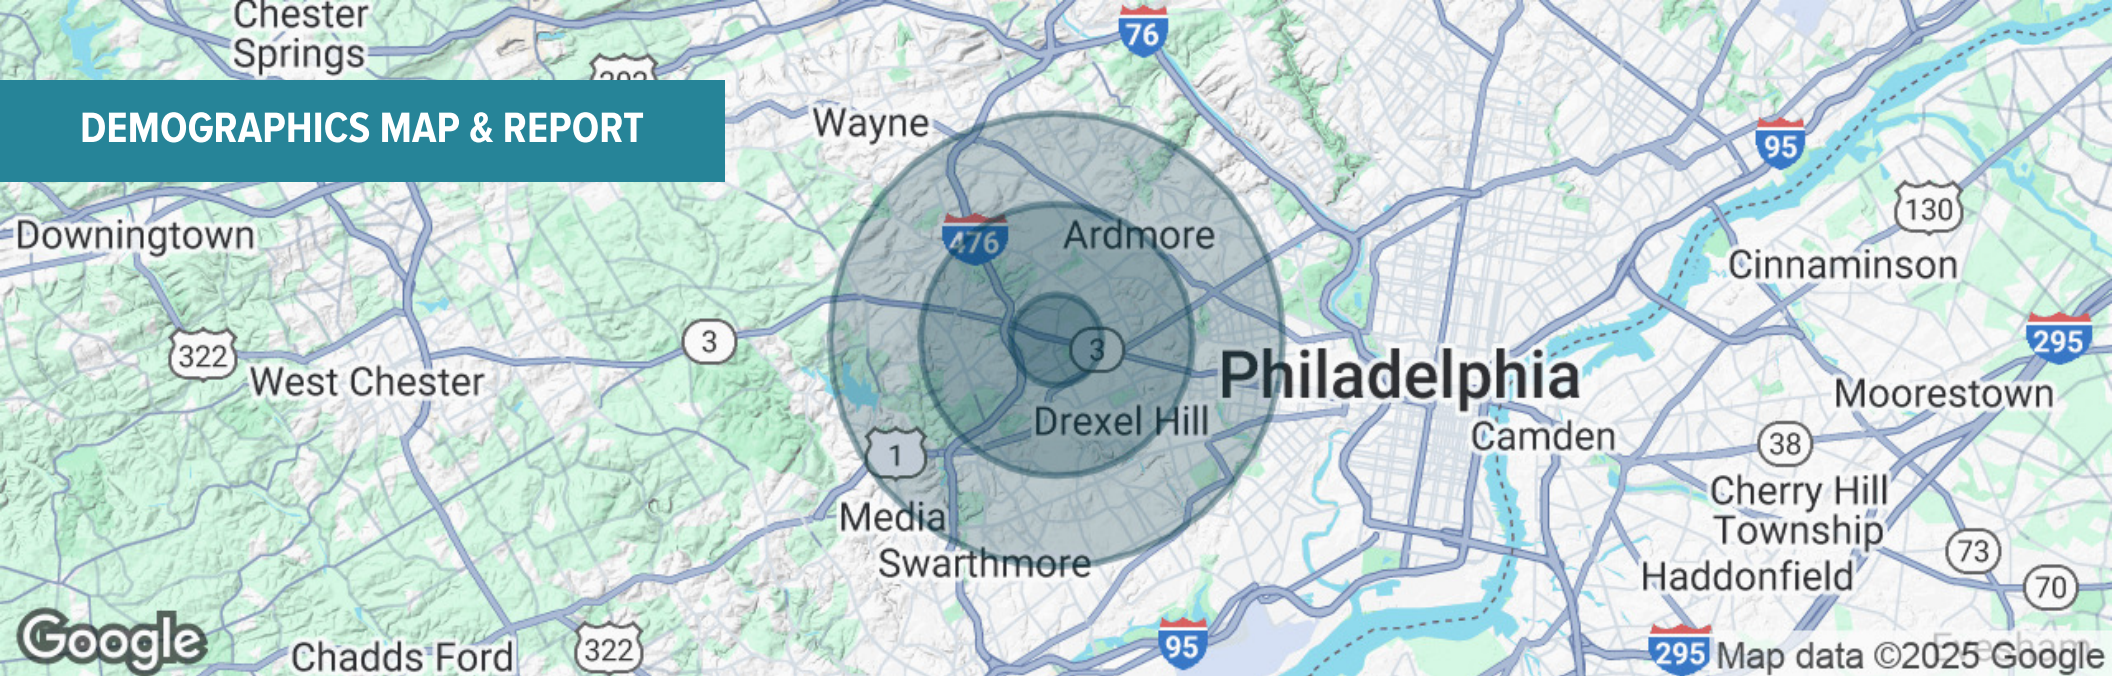 Chester
Springs
76
202
DEMOGRAPHICS MAP & REPORT
Wayne
95
130
Downingtown
476
Ardmore
Cinnaminson
3
3
322
295
West Chester
Philadelphia
Moorestown
Drexel Hill
Camden
38
1
Cherry Hill
Township
Media
73
Swarthmore
Haddonfield
70
Google
Chadds Ford
322
95
295
Map data ©2025 Google